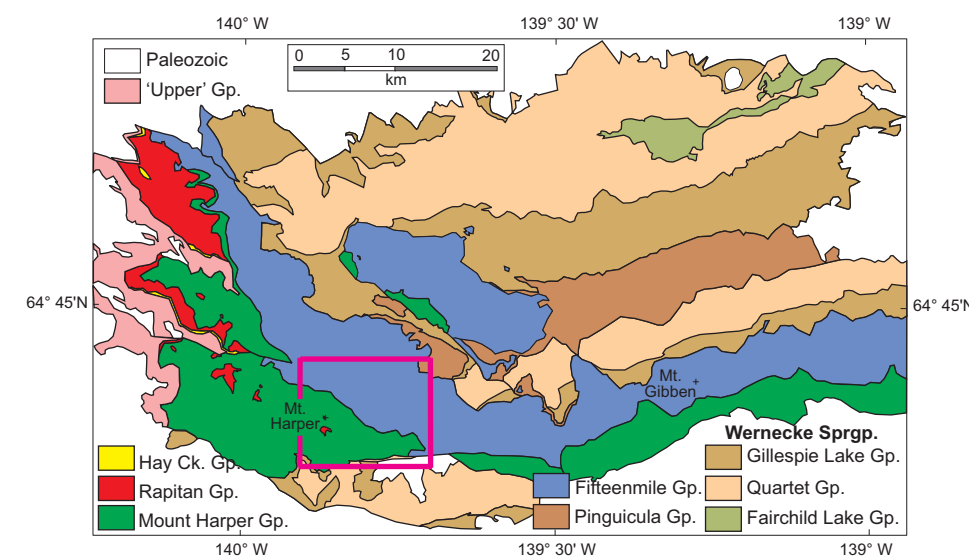 140° W
139° 30' W
139° W
Paleozoic
'Upper' Gp.
0 5 10 20
km
64° 45'N
64° 45'N
Mt.
Gibben
Mt.
Harper
Wernecke Sprgp.
Hay Ck. Gp.
Rapitan Gp.
Mount Harper Gp.
Fifteenmile Gp.
Pinguicula Gp.
Gillespie Lake Gp.
Quartet Gp.
Fairchild Lake Gp.
140° W
139° 30' W
139° W